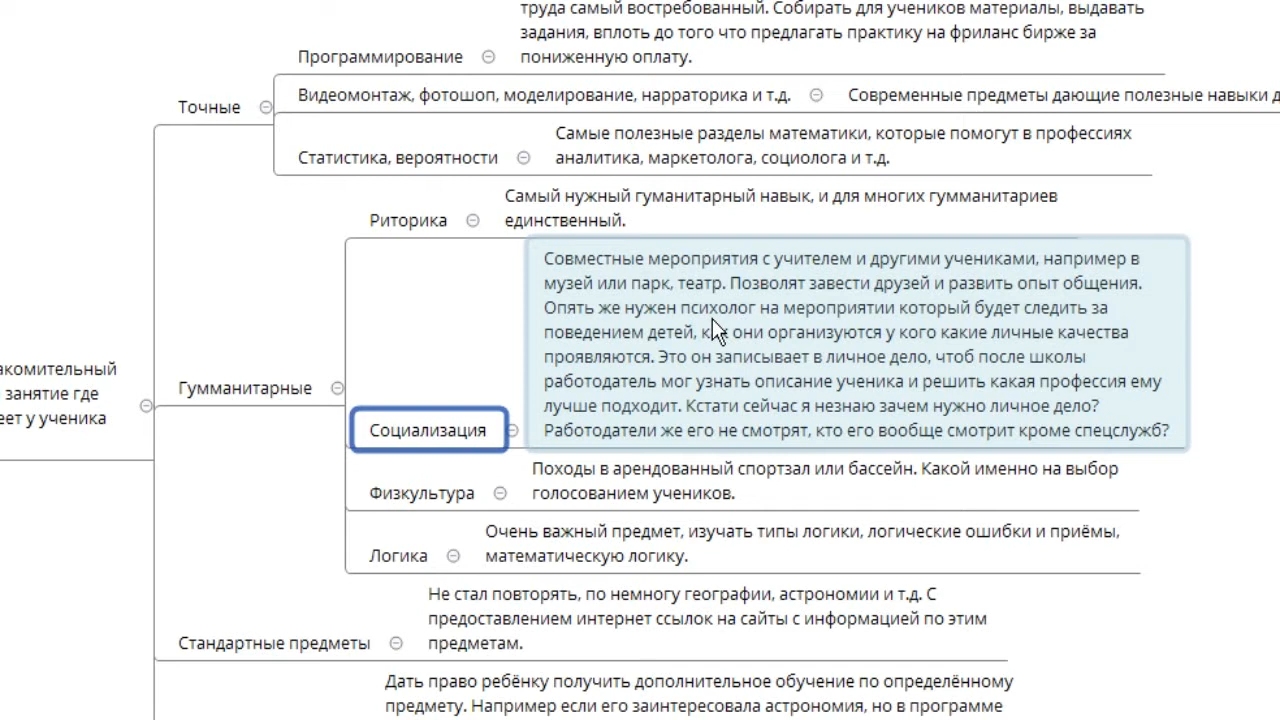 труда самый востребованный. Собирать для учеников материалы, выдавать
задания, вплоть до того что предлагать практику на фриланс бирже за
Программирование
пониженную оплату.
Точные
Видеомонтаж, фотошоп, моделирование, нарраторика и т.д.
Современные предметы дающие полезные навыки д
Самые полезные разделы математики, которые помогут в профессиях
Статистика, вероятности
аналитика, маркетолога, социолога и т.д.
Самый нужный гуманитарный навык, и для многих гумманитариев
Риторика
единственный.
Совместные мероприятия с учителем и другими учениками, например в
музей или парк, театр. Позволят завести друзей и развить опыт общения.
Опять же нужен психолог на мероприятии который будет следить за
поведением детей, как они организуются у кого какие личные качества
проявляются. Это он записывает в личное дело, чтоб после школы
работодатель мог узнать описание ученика и решить какая профессия ему
лучше подходит. Кстати сейчас я незнаю зачем нужно личное дело?
Социализация
Работодатели же его не смотрят, кто его вообще смотрит кроме спецслужб?
акомительный
занятие где
еет у ученика
Гумманитарные
Походы в арендованный спортзал или бассейн. Какой именно на выбор
Физкультура
голосованием учеников.
Очень важный предмет, изучать типы логики, логические ошибки и приёмы,
Логика
математическую логику.
Не стал повторять, по немногу географии, астрономии и т.д. С
предоставлением интернет ссылок на сайты с информацией по этим
Стандартные предметы
предметам.
Дать право ребёнку получить дополнительное обучение по определённому
предмету. Например если его заинтересовала астрономия, но в программе